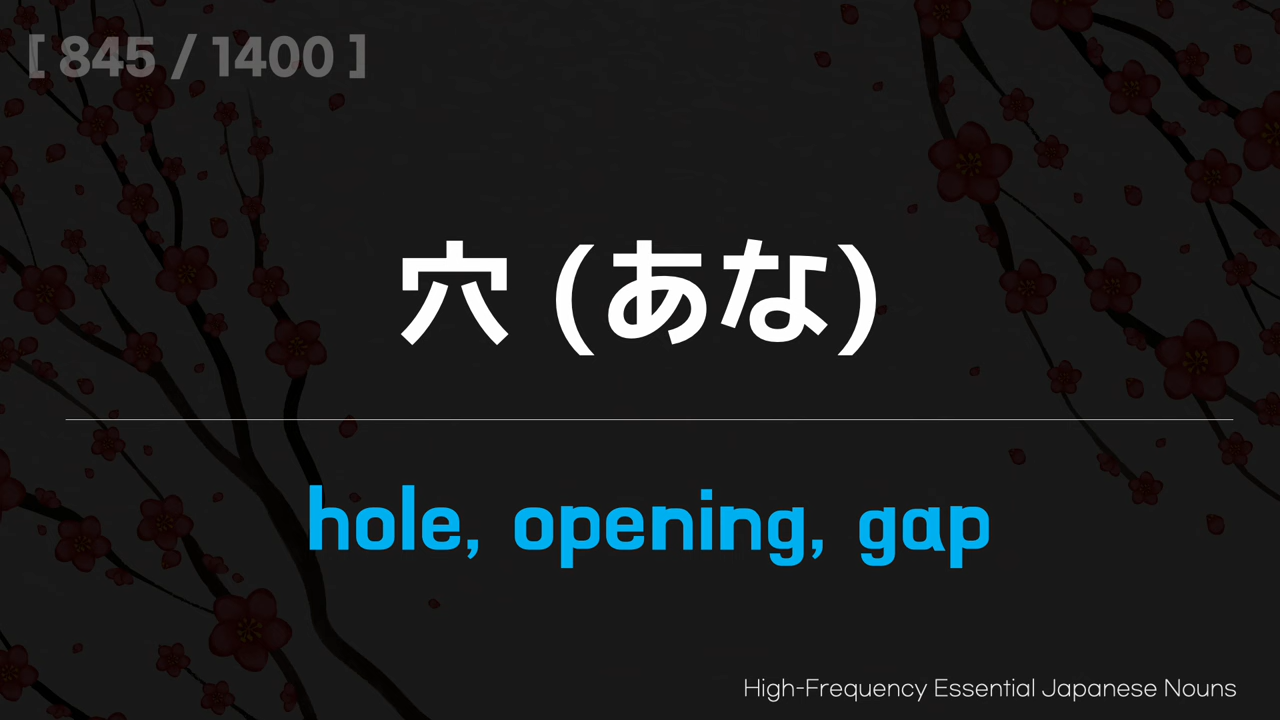 [ 845 / 1400 ]
穴 (あな)
hole, opening, gap
High-Frequency Essential Japanese Nouns